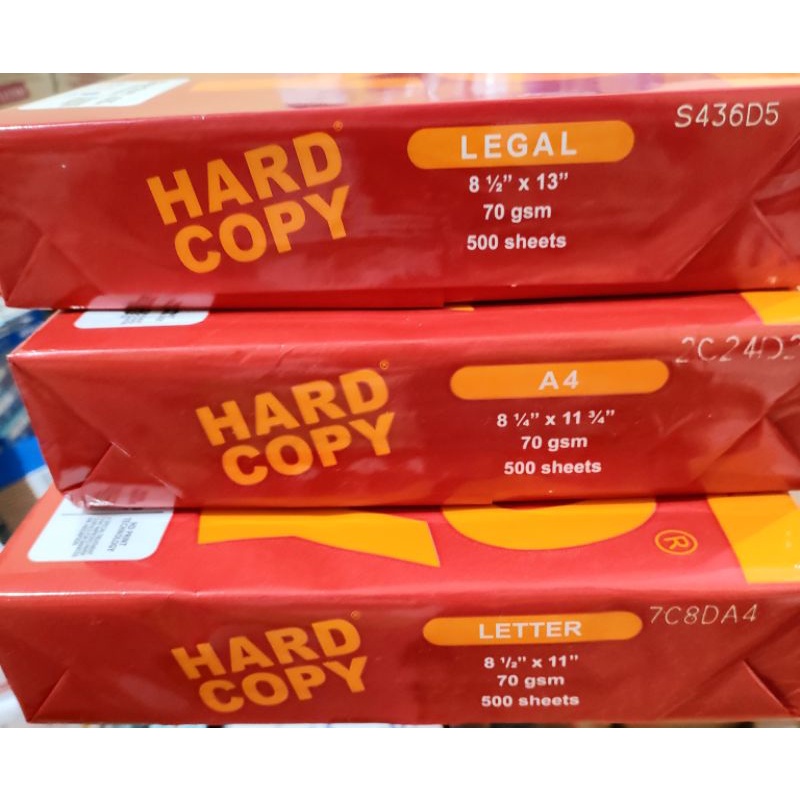 HARD
COPY
LEGAL
8 ½” x 13”
70 gsm
500 sheets
S436D5
HARD
COPY
A4
8 ¼” x 11 ¾”
70 gsm
500 sheets
2C24D2
®
HARD
COPY
LETTER
8 ½” x 11”
70 gsm
500 sheets
7C8DA4